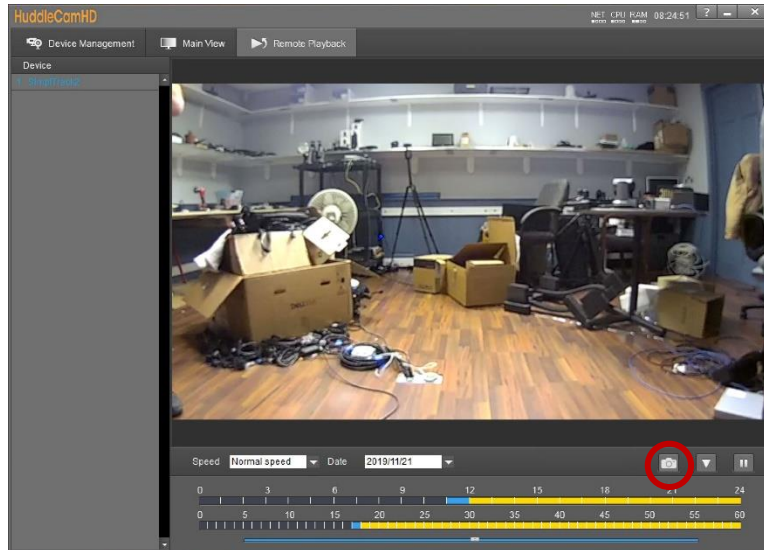 HuddleCamHD
NET CPU RAM 08:24:51 ? – ×
Device Management Main View Remote Playback
Device
Speed Normal speed Date 2019/11/21
0 3 6 9 12 15 18 21 24
0 5 10 15 20 25 30 35 40 45 50 55 60